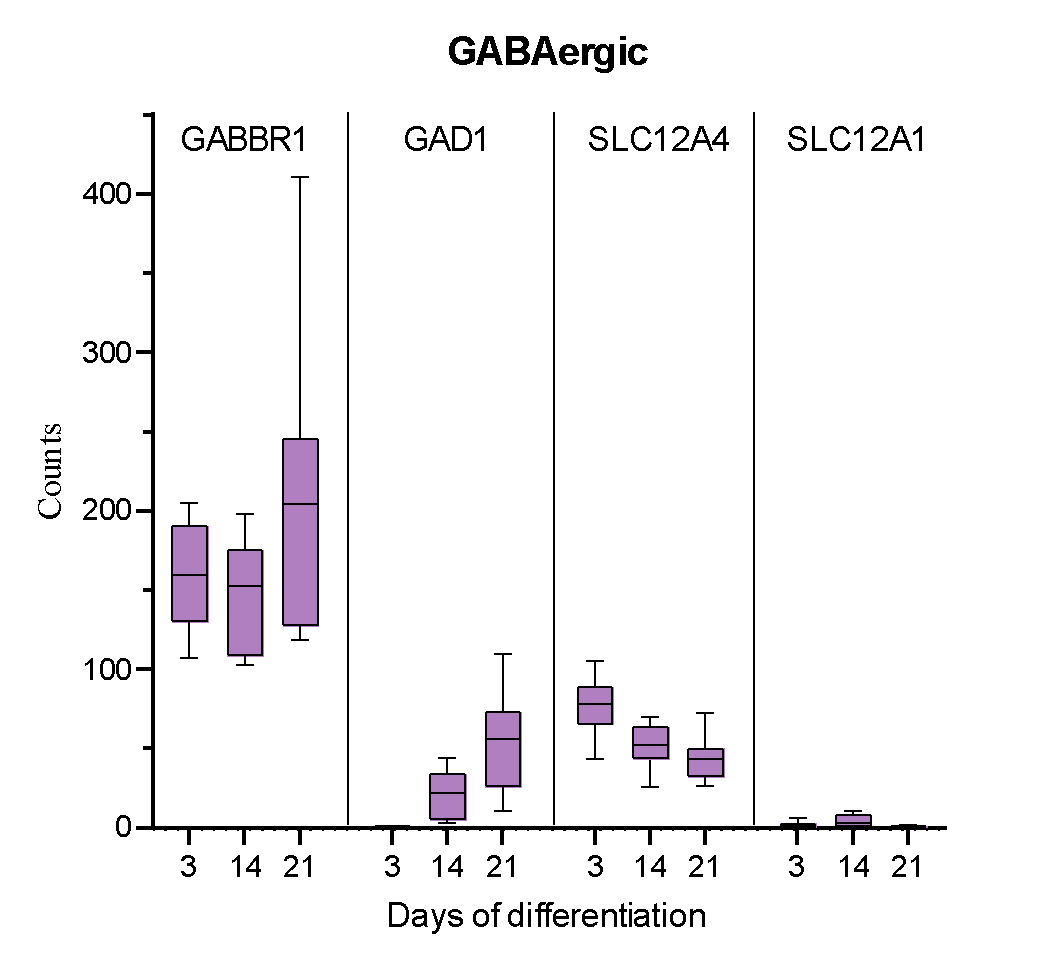 GABAergic
GABBR1 GAD1 SLC12A4 SLC12A1
400
300
200
100
0
Counts
3 14 21 3 14 21 3 14 21 3 14 21
Days of differentiation